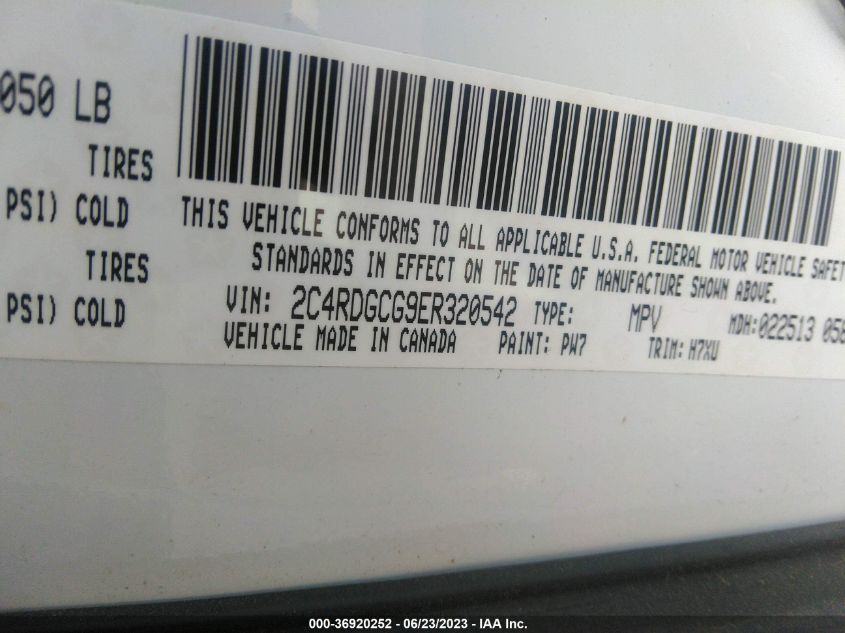 050 LB
TIRES
PSI) COLD
TIRES
PSI) COLD
THIS VEHICLE CONFORMS TO ALL APPLICABLE U.S.A. FEDERAL MOTOR VEHICLE SAFET
STANDARDS IN EFFECT ON THE DATE OF MANUFACTURE SHOWN ABOVE.
VIN: 2C4RDGCG9ER320542 TYPE: MPV MDH:022513 058
VEHICLE MADE IN CANADA PAINT: PW7 TRIM: H7XU
000-36920252 - 06/23/2023 - IAA Inc.